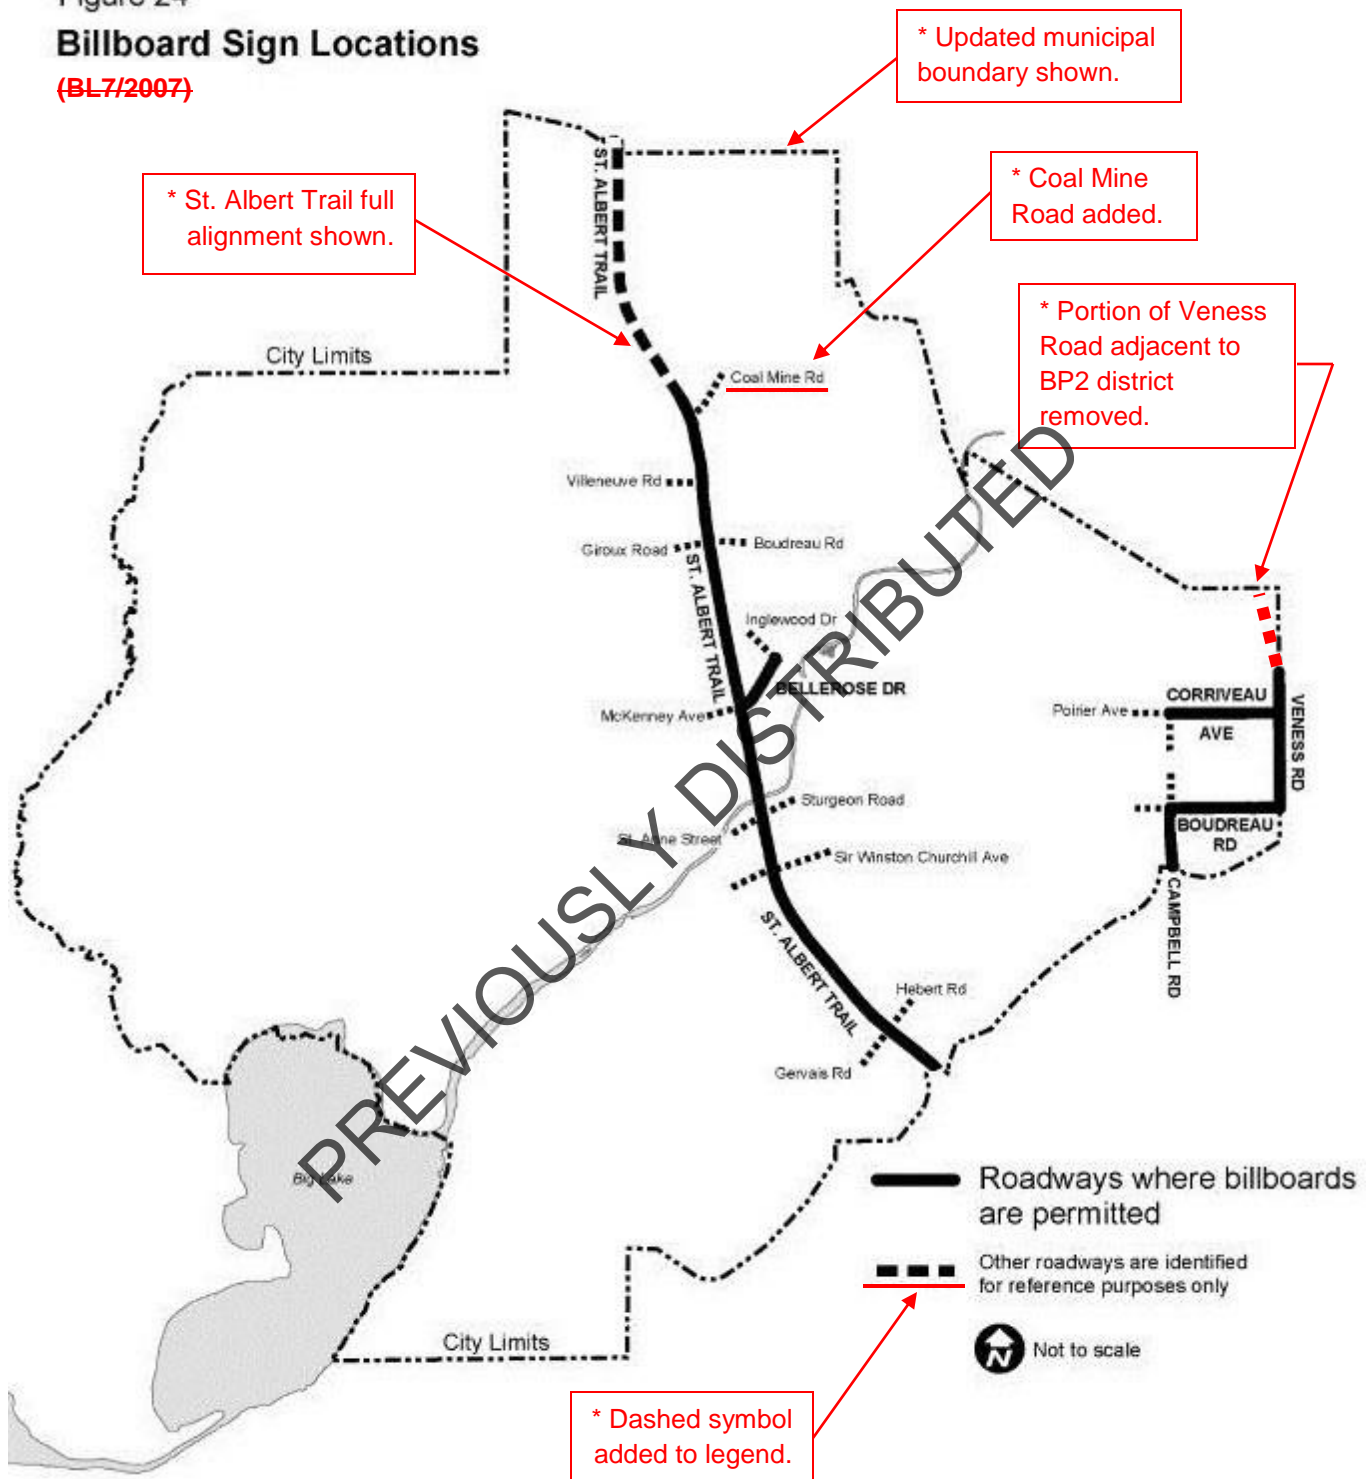 Figure 24
Billboard Sign Locations
(BL7/2007)
* Updated municipal
boundary shown.
* St. Albert Trail full
alignment shown.
* Coal Mine
Road added.
* Portion of Veness
Road adjacent to
BP2 district
removed.
ST. ALBERT TRAIL
City Limits
Coal Mine Rd
Villeneuve Rd
Giroux Road
Boudreau Rd
ST. ALBERT TRAIL
Inglewood Dr
BELLEROSE DR
McKenney Ave
Poirier Ave
CORRIVEAU
AVE
VENESS RD
Sturgeon Road
St. Anne Street
BOUDREAU
RD
Sir Winston Churchill Ave
CAMPBELL RD
ST. ALBERT TRAIL
Hebert Rd
Gervais Rd
Big Lake
PREVIOUSLY DISTRIBUTED
Roadways where billboards
are permitted
Other roadways are identified
for reference purposes only
City Limits
N
Not to scale
* Dashed symbol
added to legend.